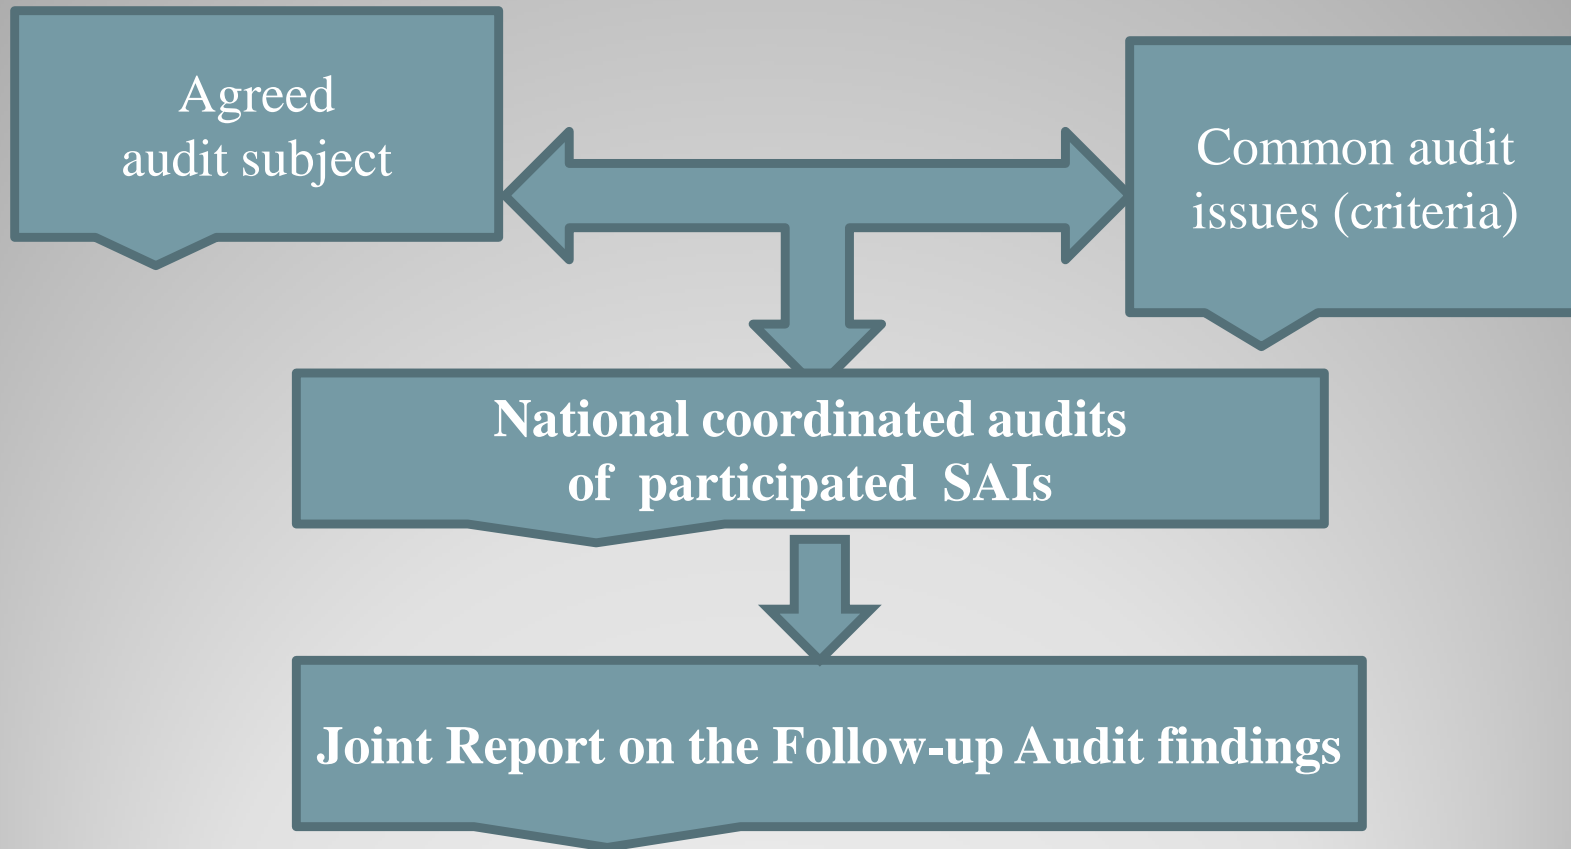 Agreed
audit subject
Common audit
issues (criteria)
National coordinated audits
of participated SAIs
Joint Report on the Follow-up Audit findings